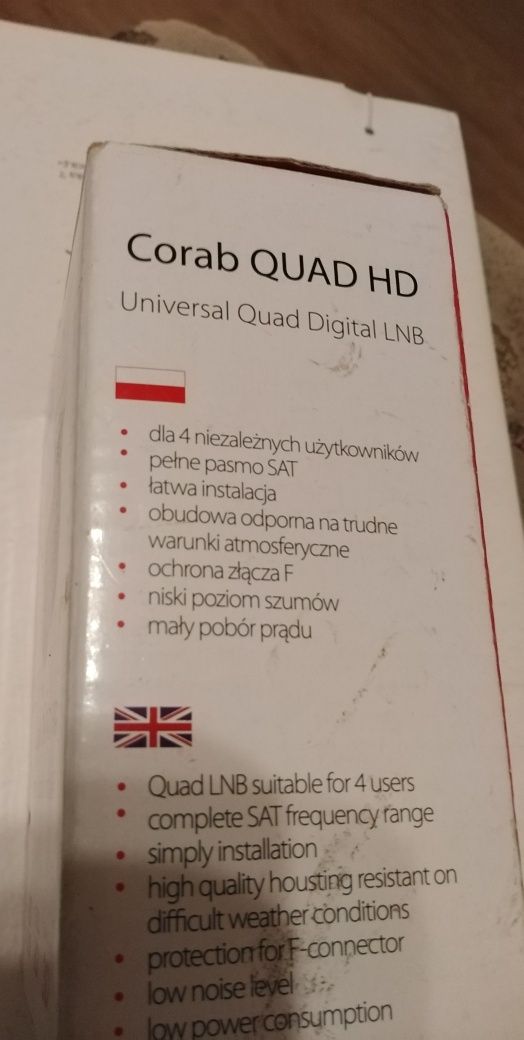 Corab QUAD HD
Universal Quad Digital LNB
• dla 4 niezależnych użytkowników
• pełne pasmo SAT
• łatwa instalacja
• obudowa odporna na trudne
warunki atmosferyczne
• ochrona złącza F
• niski poziom szumów
• mały pobór prądu
• Quad LNB suitable for 4 users
• complete SAT frequency range
• simply installation
• high quality housting resistant on
difficult weather conditions
• protection for F-connector
• low noise level
• low power consumption